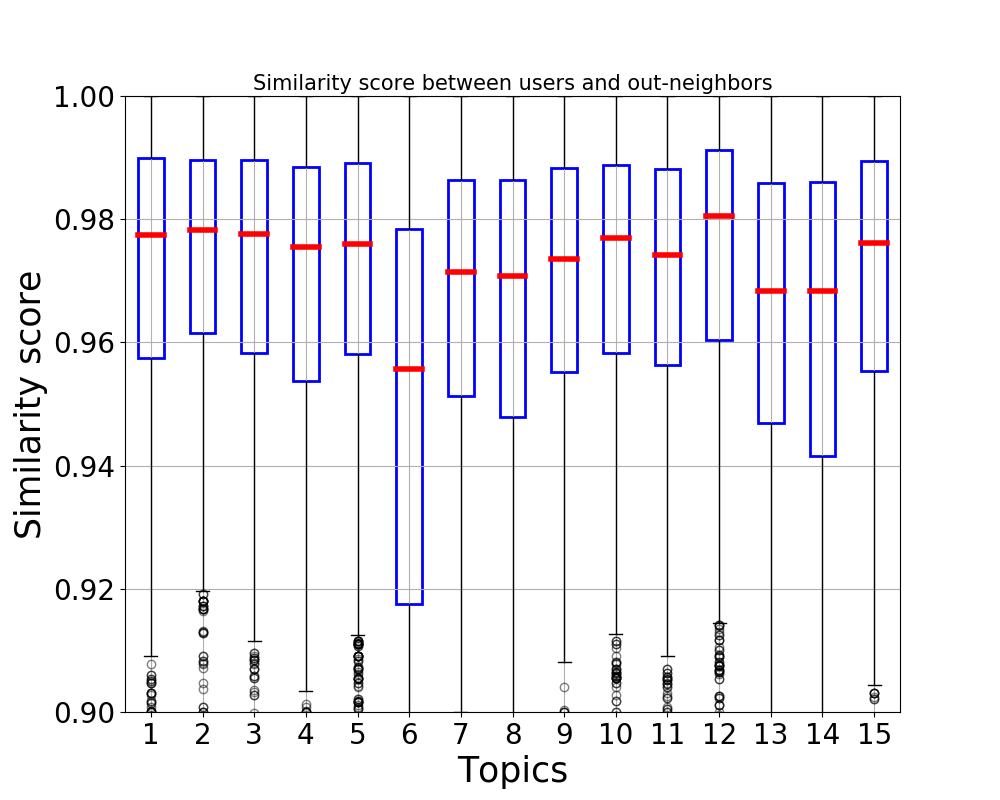 Similarity score between users and out-neighbors
1.00
0.98
0.96
0.94
0.92
0.90
Similarity score
1 2 3 4 5 6 7 8 9 10 11 12 13 14 15
Topics